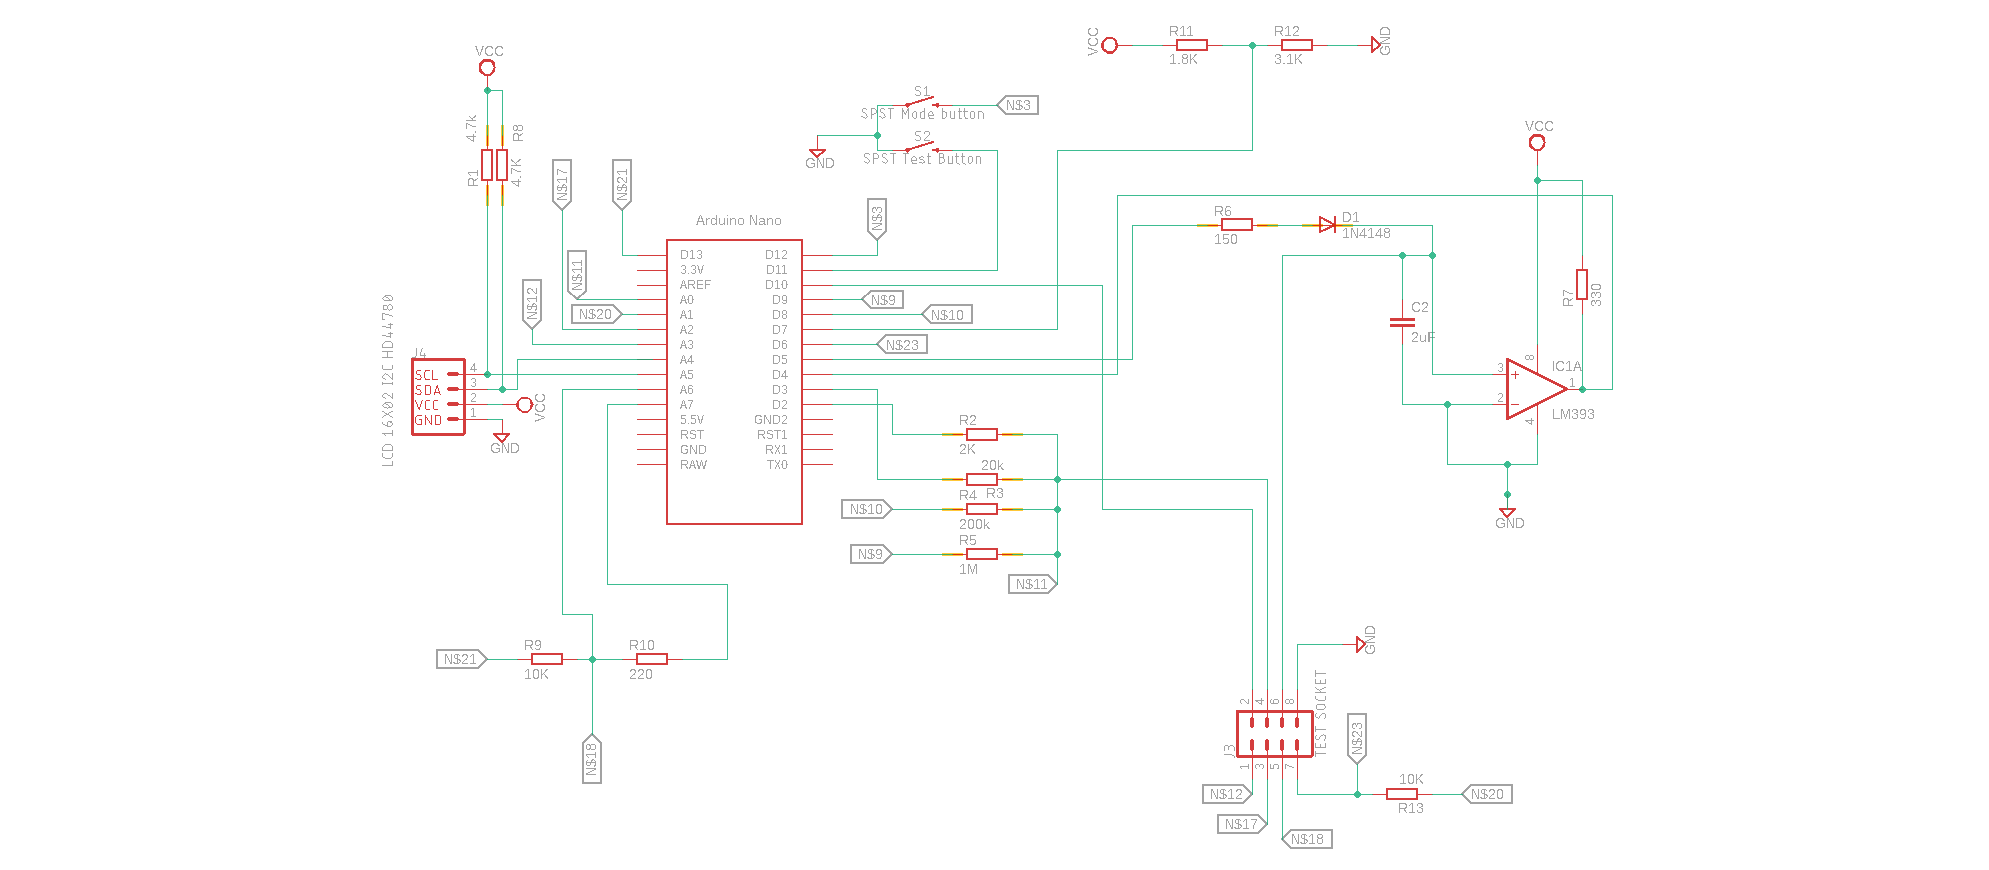 VCC
R11
1.8K
R12
3.1K
GND
VCC
4.7k
R1
R8
4.7K
S1
SPST Mode button
N$3
S2
SPST Test Button
GND
VCC
N$17
N$21
N$11
N$12
N$20
N$3
Arduino Nano
D13
3.3V
AREF
A0
A1
A2
A3
A4
A5
A6
A7
5.5V
RST
GND
RAW
D12
D11
D10
D9
D8
D7
D6
D5
D4
D3
D2
GND2
RST1
RX1
TX0
N$9
N$10
N$23
R6
150
D1
1N4148
C2
2uF
R7
330
8
3
2
1
4
+
−
IC1A
LM393
GND
LCD 16X02 I2C HD44780
J4
SCL
SDA
VCC
GND
4
3
2
1
VCC
GND
R2
2K
20k
R3
R4
200k
R5
1M
N$10
N$9
N$11
N$21
R9
10K
R10
220
N$18
GND
TEST SOCKET
J3
2
4
6
8
1
3
5
7
N$12
N$17
N$18
N$23
10K
R13
N$20